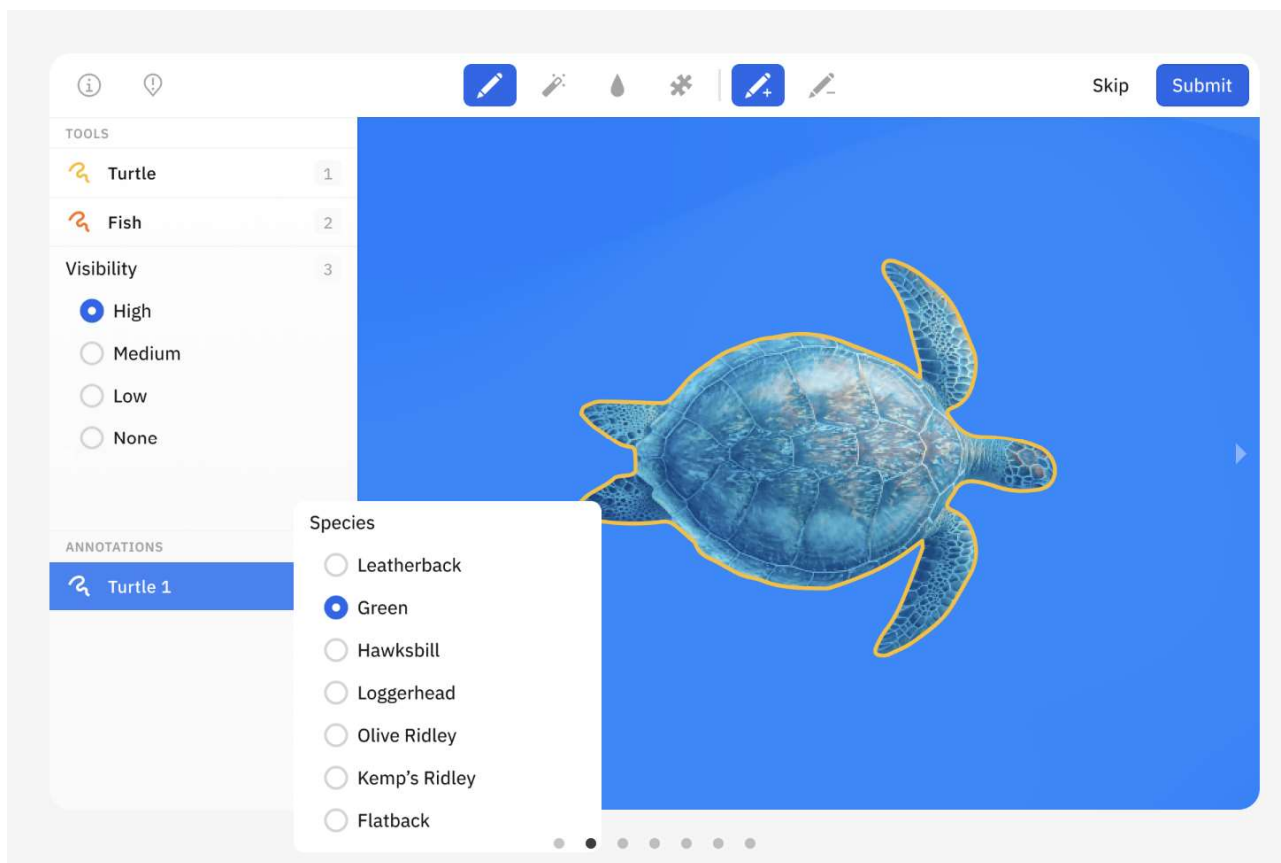 Skip
Submit
TOOLS
Turtle 1
Fish 2
Visibility 3
High
Medium
Low
None
ANNOTATIONS
Turtle 1
Species
Leatherback
Green
Hawksbill
Loggerhead
Olive Ridley
Kemp’s Ridley
Flatback